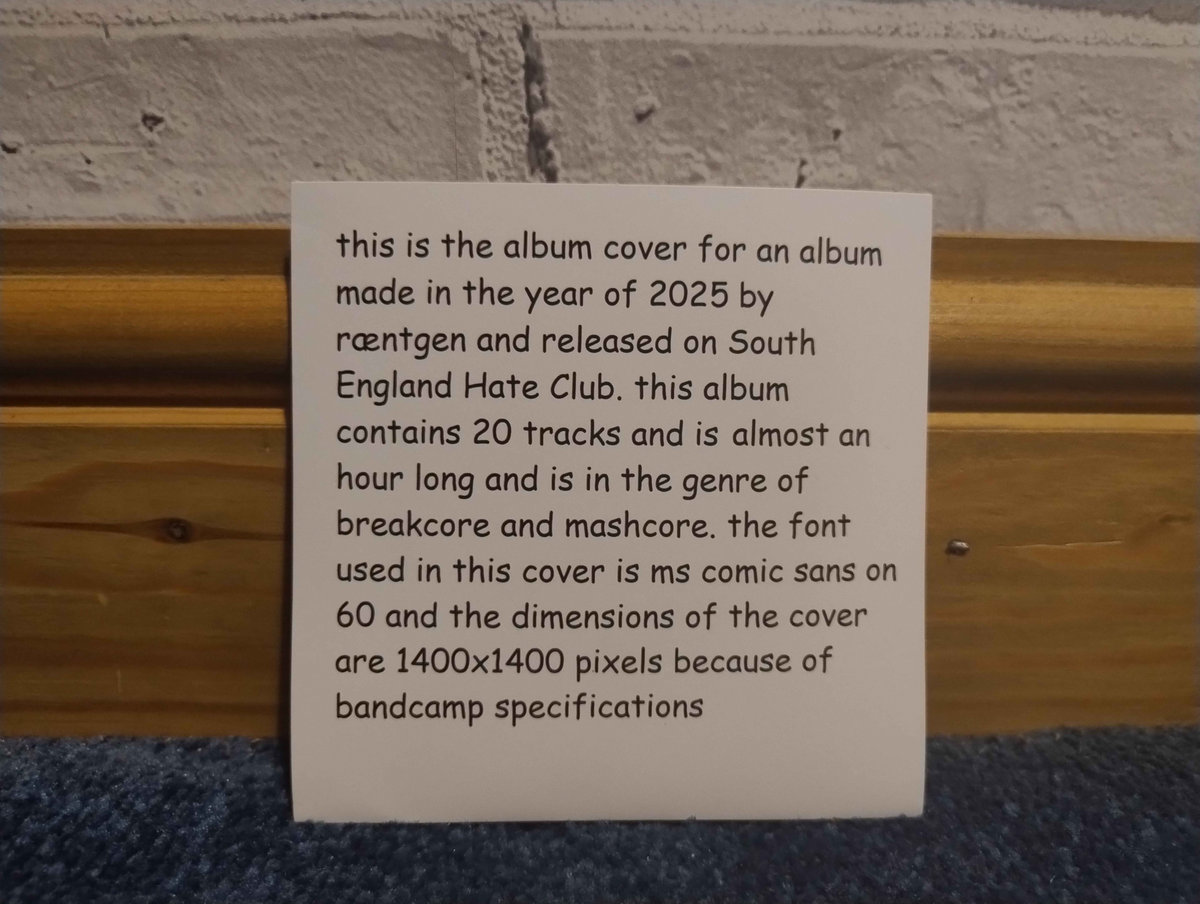 this is the album cover for an album
made in the year of 2025 by
rœntgen and released on South
England Hate Club. this album
contains 20 tracks and is almost an
hour long and is in the genre of
breakcore and mashcore. the font
used in this cover is ms comic sans on
60 and the dimensions of the cover
are 1400x1400 pixels because of
bandcamp specifications